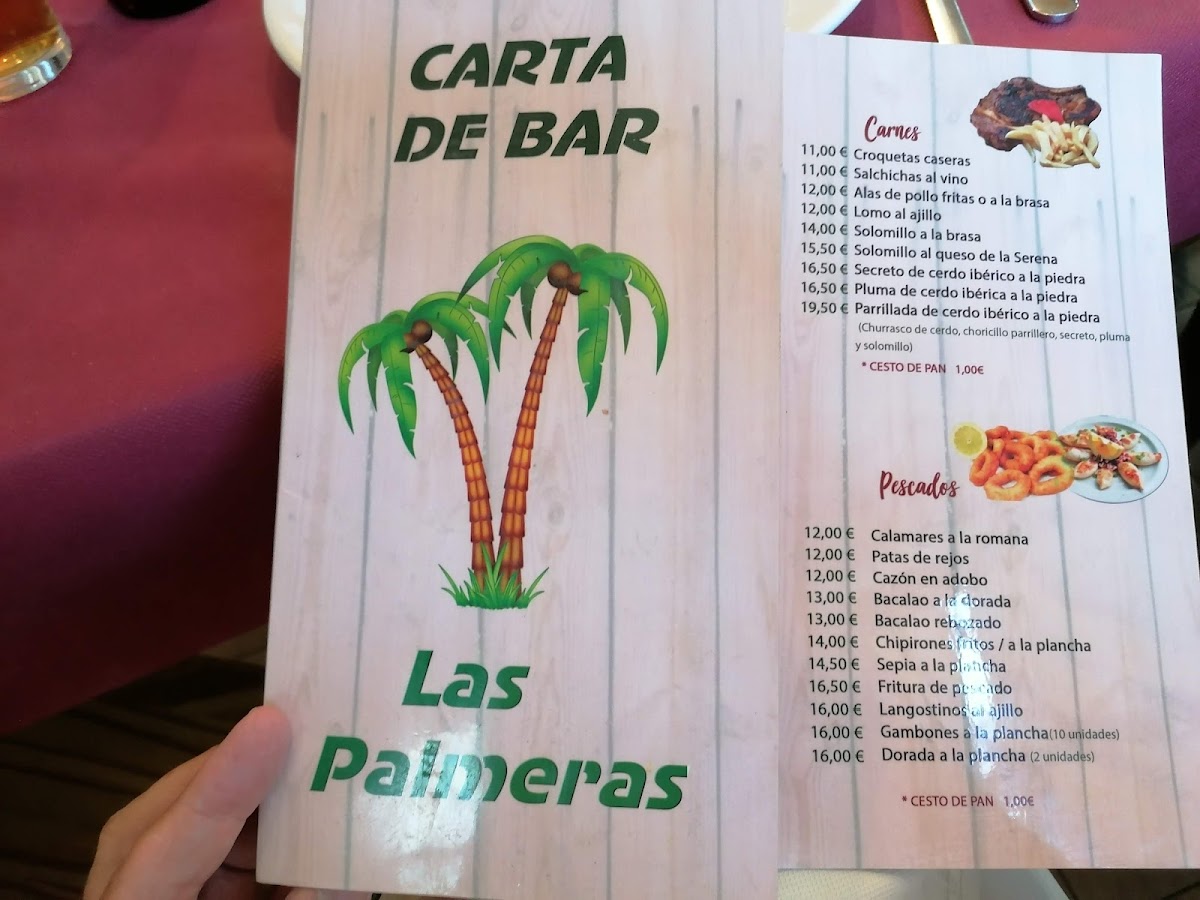 CARTA
DE BAR
Las
Palmeras
Carnes
11,00 € Croquetas caseras
11,00 € Salchichas al vino
12,00 € Alas de pollo fritas o a la brasa
12,00 € Lomo al ajillo
14,00 € Solomillo a la brasa
15,50 € Solomillo al queso de la Serena
16,50 € Secreto de cerdo ibérico a la piedra
16,50 € Pluma de cerdo ibérica a la piedra
19,50 € Parrillada de cerdo ibérico a la piedra
(Churrasco de cerdo, choricillo parrillero, secreto, pluma
y solomillo)
* CESTO DE PAN 1,00€
Pescados
12,00 € Calamares a la romana
12,00 € Patas de rejos
12,00 € Cazón en adobo
13,00 € Bacalao a la dorada
13,00 € Bacalao rebozado
14,00 € Chipirones fritos / a la plancha
14,50 € Sepia a la plancha
16,50 € Fritura de pescado
16,00 € Langostinos al ajillo
16,00 € Gambones a la plancha(10 unidades)
16,00 € Dorada a la plancha (2 unidades)
* CESTO DE PAN 1,00€